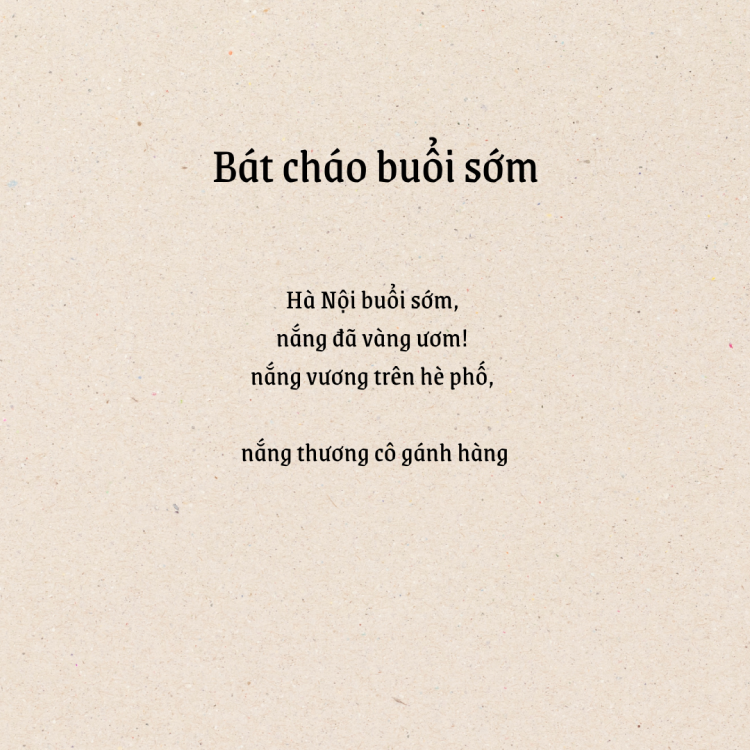 Bát cháo buổi sớm
Hà Nội buổi sớm,
nắng đã vàng ươm!
nắng vương trên hè phố,
nắng thương cô gánh hàng